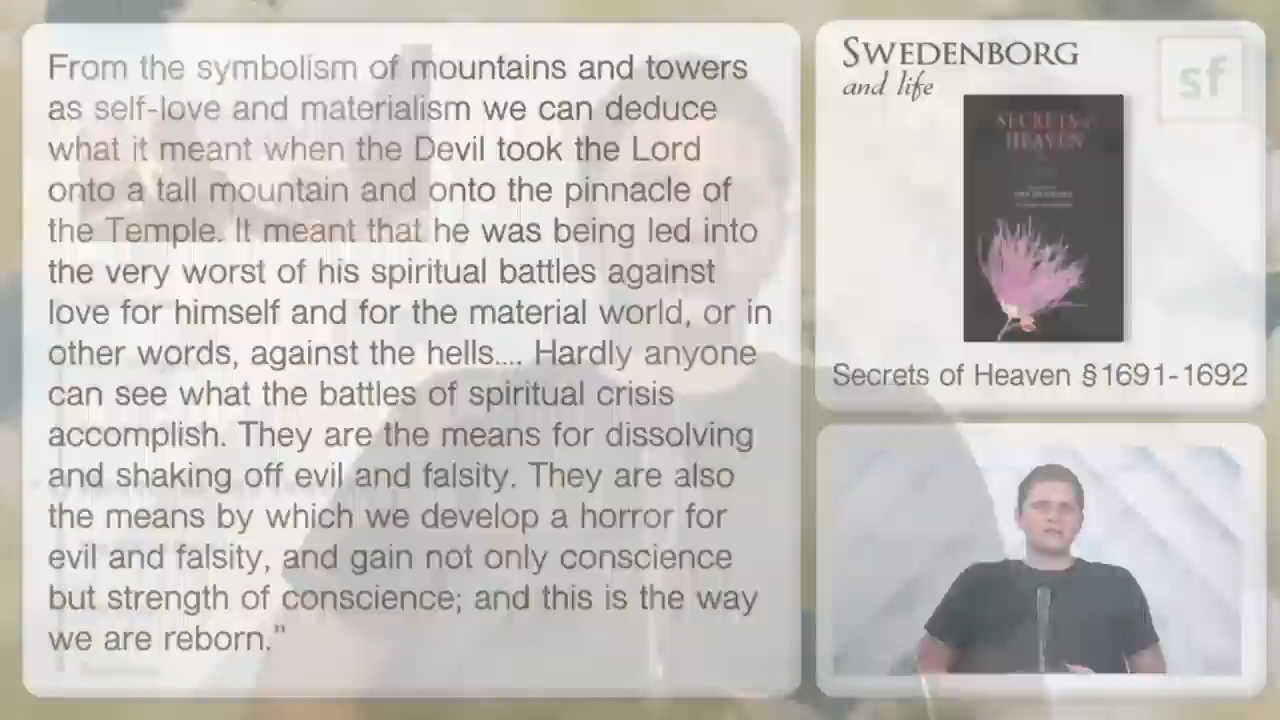 From the symbolism of mountains and towers
as self-love and materialism we can deduce
what it meant when the Devil took the Lord
onto a tall mountain and onto the pinnacle of
the Temple. It meant that he was being led into
the very worst of his spiritual battles against
love for himself and for the material world, or in
other words, against the hells.... Hardly anyone
can see what the battles of spiritual crisis
accomplish. They are the means for dissolving
and shaking off evil and falsity. They are also
the means by which we develop a horror for
evil and falsity, and gain not only conscience
but strength of conscience; and this is the way
we are reborn."
SWEDENBORG
and life
sf
SECRETS of
HEAVEN
Secrets of Heaven §1691-1692